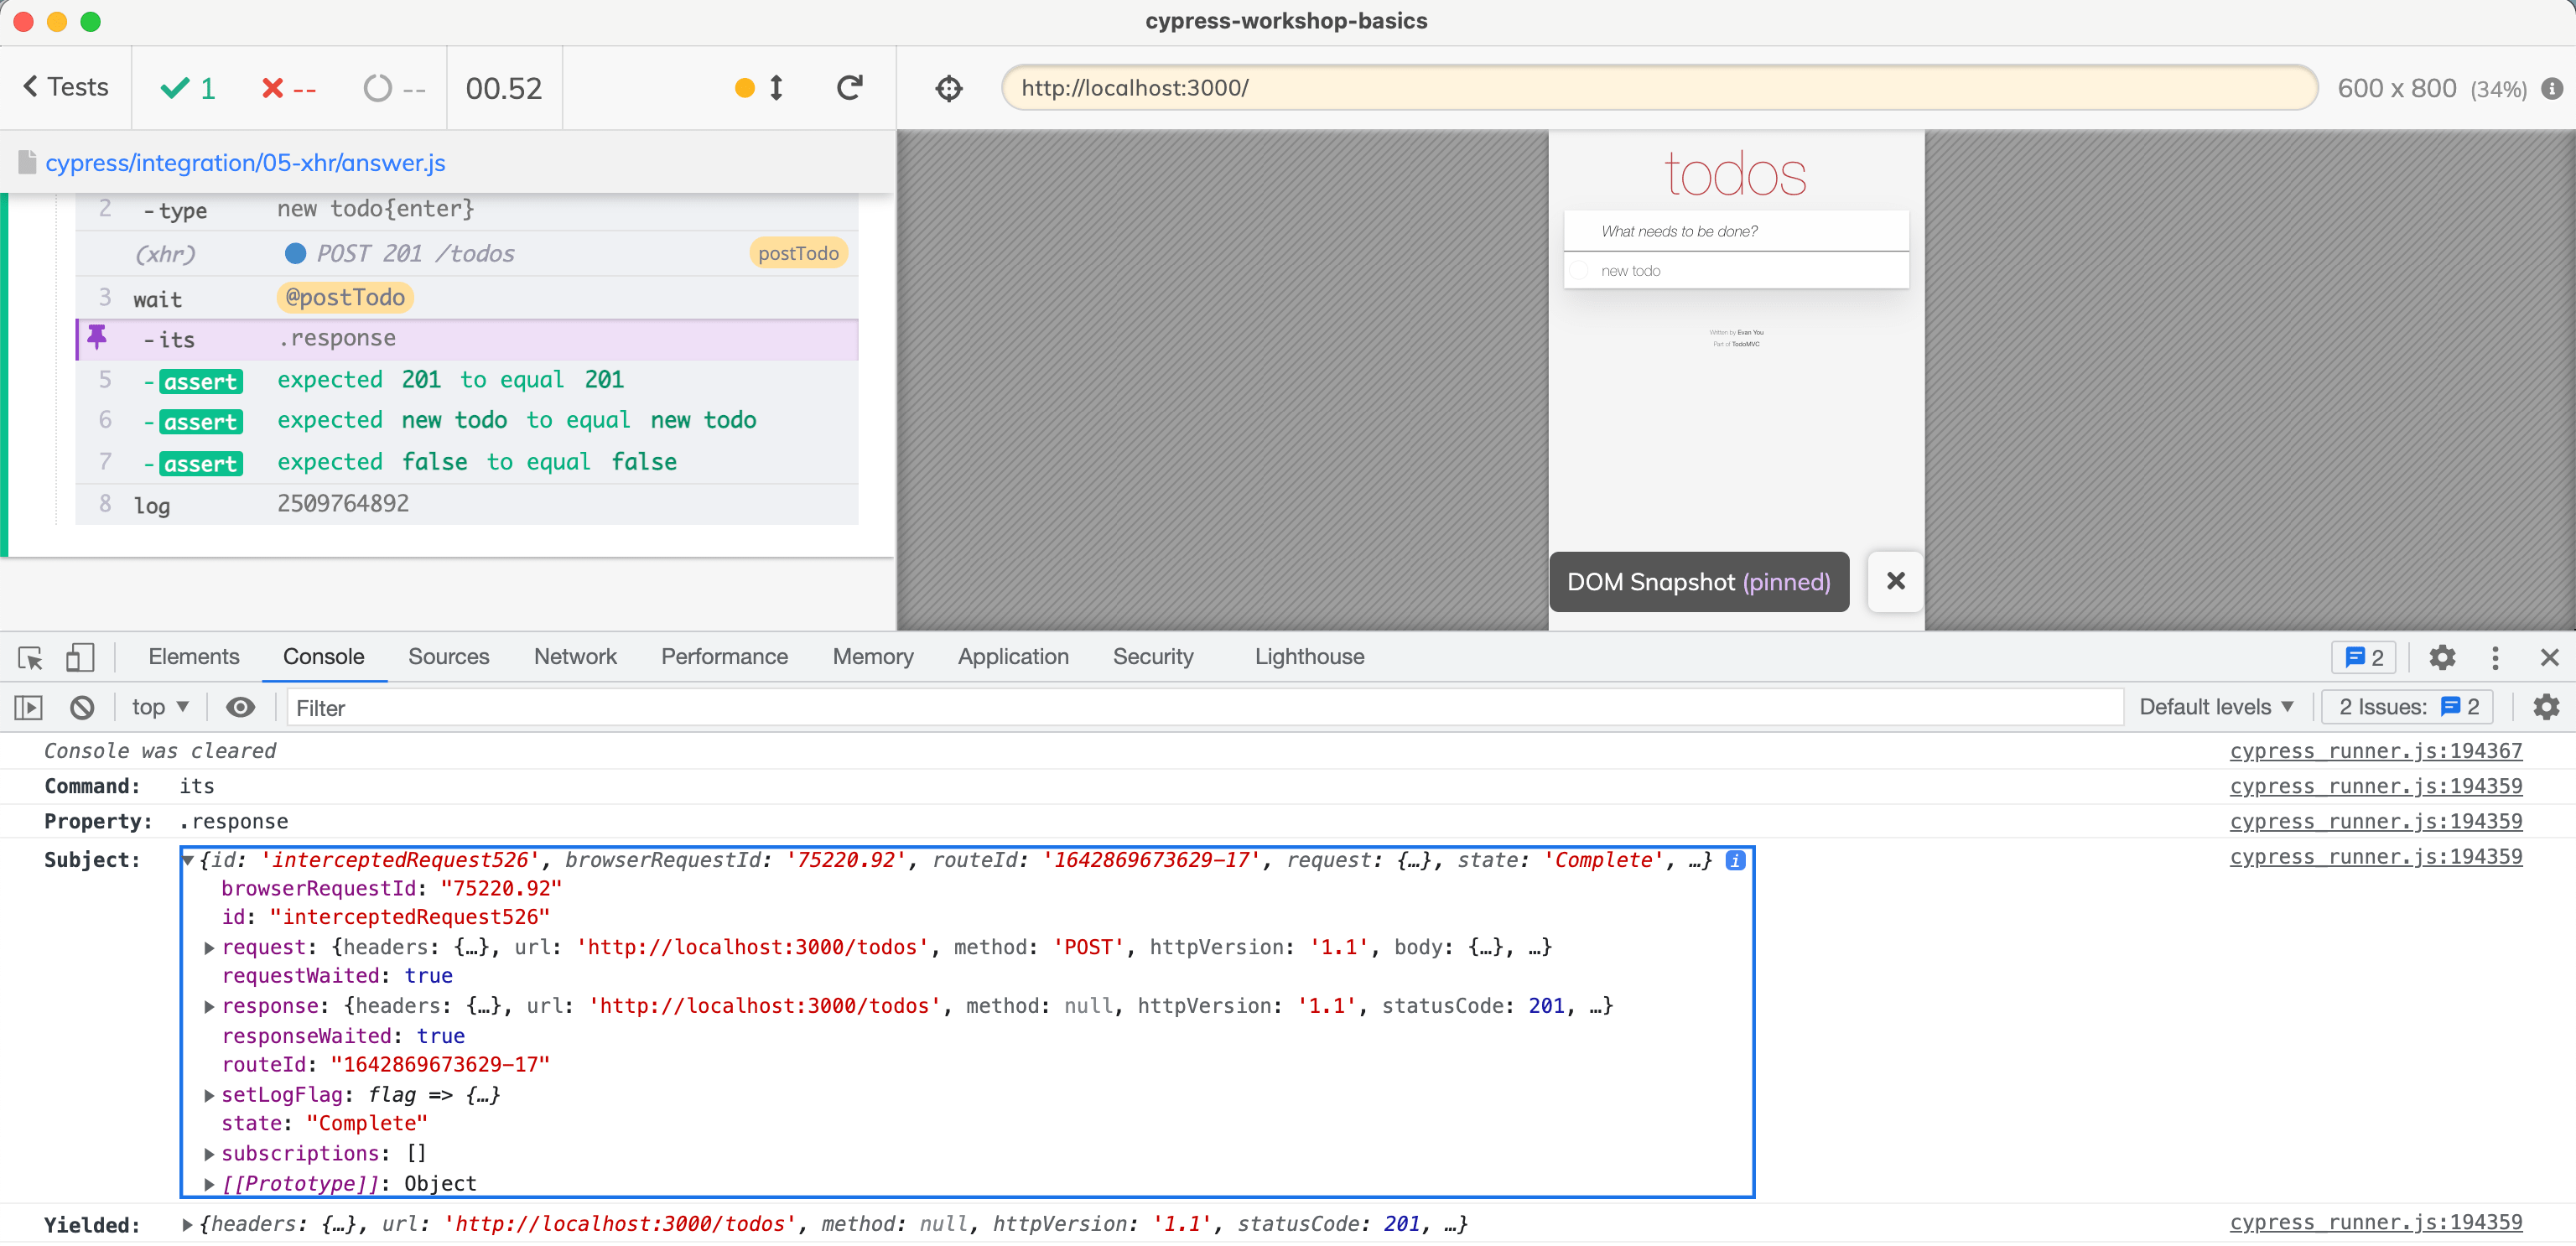 cypress-workshop-basics
Tests 1 -- -- 00.52
http://localhost:3000/ 600 x 800 (34%)
cypress/integration/05-xhr/answer.js
2 -type new todo{enter}
(xhr) POST 201 /todos postTodo
3 wait @postTodo
-its .response
5 -assert expected 201 to equal 201
6 -assert expected new todo to equal new todo
7 -assert expected false to equal false
8 log 2509764892
todos
What needs to be done?
new todo
Written by Evan You
Part of TodoMVC
DOM Snapshot (pinned)
Elements Console Sources Network Performance Memory Application Security Lighthouse 2
top Filter Default levels 2 Issues: 2
Console was cleared cypress_runner.js:194367
Command: its cypress_runner.js:194359
Property: .response cypress_runner.js:194359
Subject: {id: 'interceptedRequest526', browserRequestId: '75220.92', routeId: '1642869673629-17', request: {…}, state: 'Complete', …} cypress_runner.js:194359
browserRequestId: "75220.92"
id: "interceptedRequest526"
request: {headers: {…}, url: 'http://localhost:3000/todos', method: 'POST', httpVersion: '1.1', body: {…}, …}
requestWaited: true
response: {headers: {…}, url: 'http://localhost:3000/todos', method: null, httpVersion: '1.1', statusCode: 201, …}
responseWaited: true
routeId: "1642869673629-17"
setLogFlag: flag => {…}
state: "Complete"
subscriptions: []
[[Prototype]]: Object
Yielded: {headers: {…}, url: 'http://localhost:3000/todos', method: null, httpVersion: '1.1', statusCode: 201, …} cypress_runner.js:194359